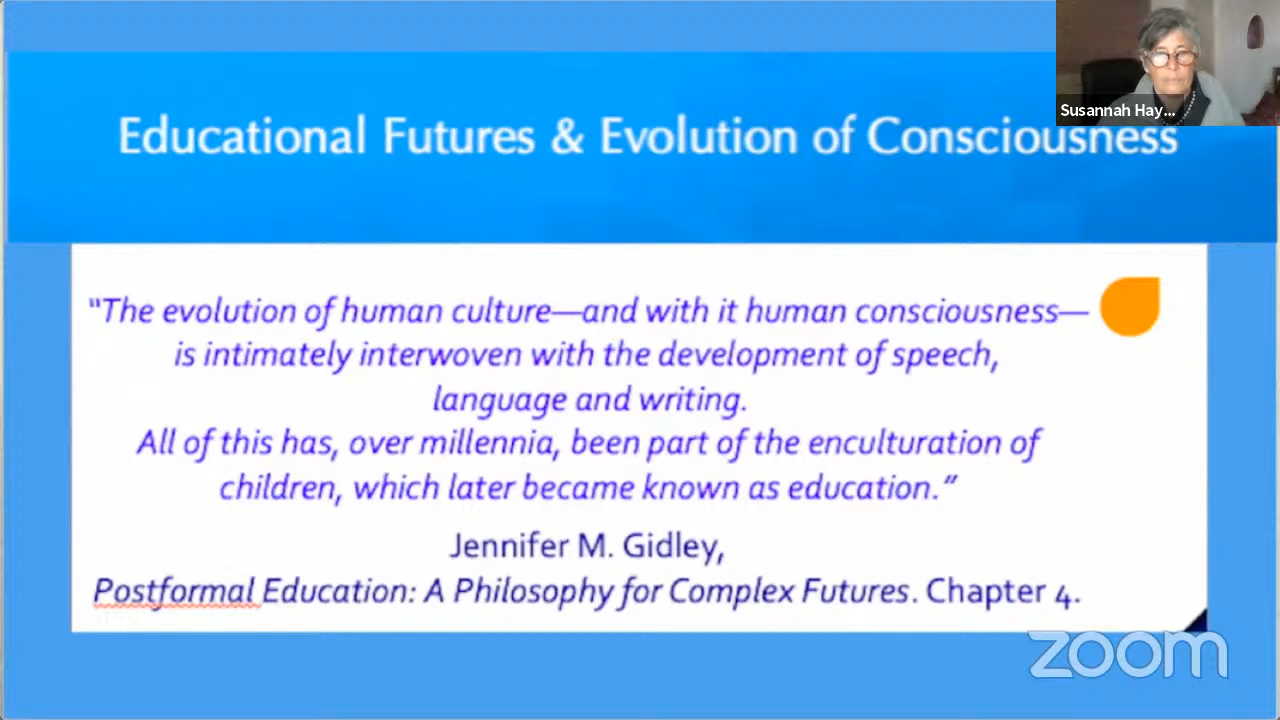 Susannah Hay...
Educational Futures & Evolution of Consciousness
“The evolution of human culture—and with it human consciousness—
is intimately interwoven with the development of speech,
language and writing.
All of this has, over millennia, been part of the enculturation of
children, which later became known as education.”
Jennifer M. Gidley,
Postformal Education: A Philosophy for Complex Futures. Chapter 4.
zoom